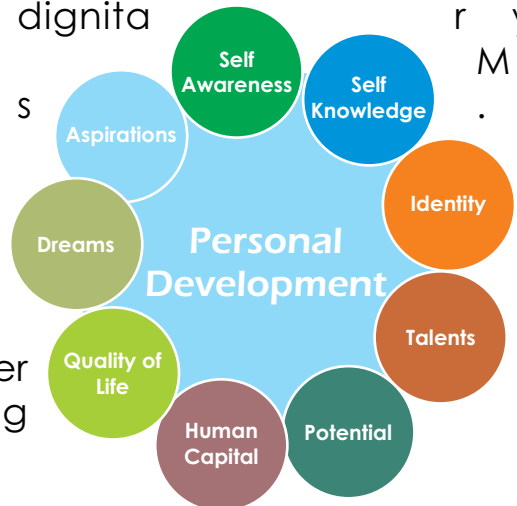 dignita
r y
M
s
.
Self
Awareness
Self
Knowledge
Aspirations
Identity
Dreams
Personal
Development
Talents
Quality of
Life
er
g
Human
Capital
Potential